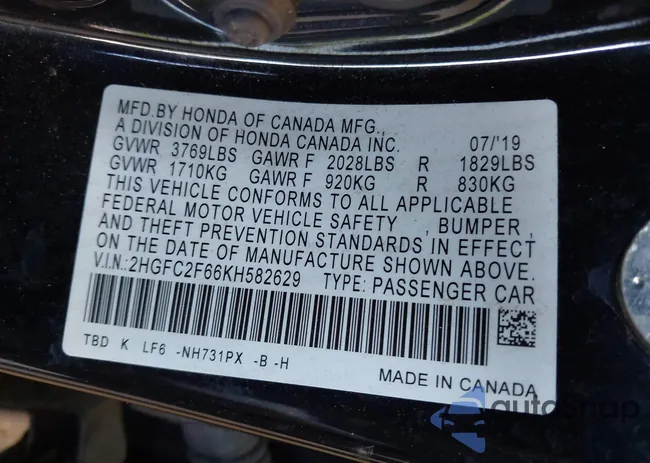 MFD.BY HONDA OF CANADA MFG.,
A DIVISION OF HONDA CANADA INC. 07/'19
GVWR 3769LBS GAWR F 2028LBS R 1829LBS
GVWR 1710KG GAWR F 920KG R 830KG
THIS VEHICLE CONFORMS TO ALL APPLICABLE
FEDERAL MOTOR VEHICLE SAFETY , BUMPER ,
AND THEFT PREVENTION STANDARDS IN EFFECT
ON THE DATE OF MANUFACTURE SHOWN ABOVE.
V.I.N.:2HGFC2F66KH582629 TYPE: PASSENGER CAR
TBD K LF6 -NH731PX -B -H
MADE IN CANADA
autoSnap